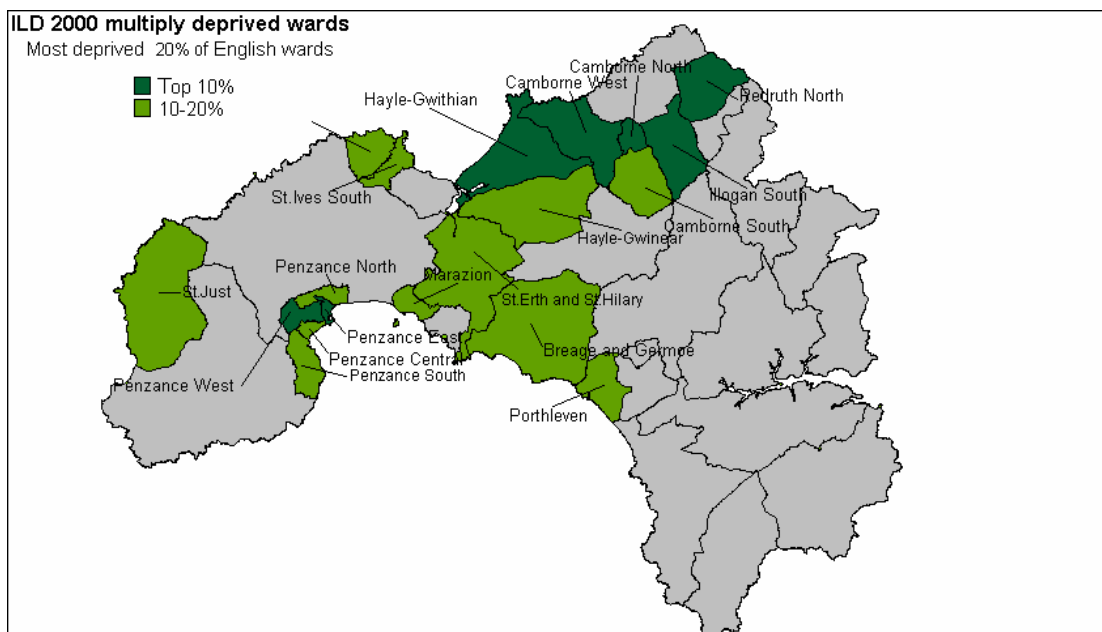 ILD 2000 multiply deprived wards
Most deprived 20% of English wards
Top 10%
10-20%
Camborne North
Camborne West
Hayle-Gwithian
Redruth North
St.Ives South
Illogan South
Camborne South
Hayle-Gwinear
Penzance North
Marazion
St.Just
St.Erth and St.Hilary
Penzance East
Breage and Germoe
Penzance Central
Penzance South
Penzance West
Porthleven